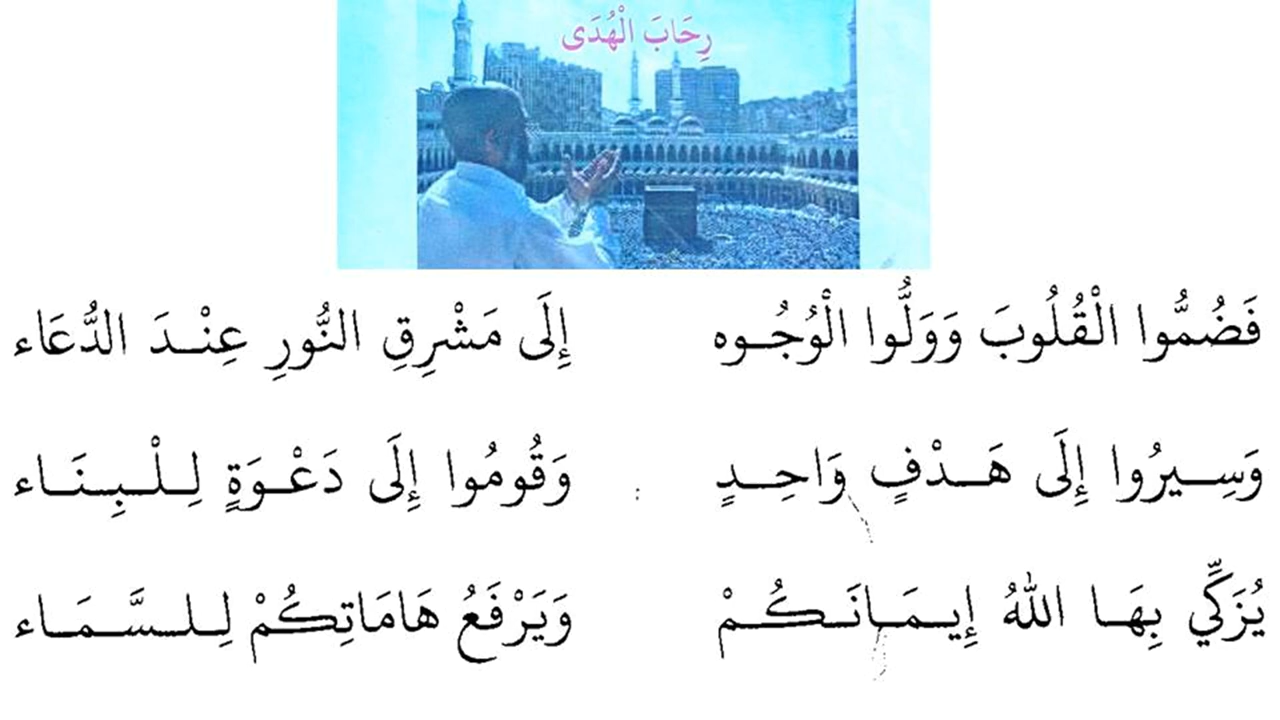 رِحَابَ الْهُدَى
فَضُمُّوا الْقُلُوبَ وَوَلُّوا الْوُجُوه إِلَى مَشْرِقِ النُّورِ عِنْدَ الدُّعَاء
وَسِيرُوا إِلَى هَدْفٍ وَاحِدٍ : وَقُومُوا إِلَى دَعْوَةٍ لِلْبِنَاء
يُزَكِّي بِهَا اللهُ إِيمَانَكُمْ وَيَرْفَعُ هَامَاتِكُمْ لِلسَّمَاء